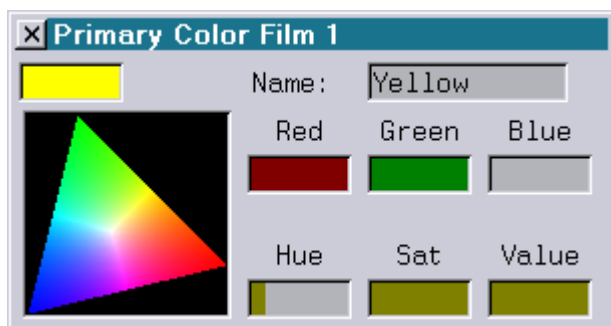 Primary Color Film 1
Name: Yellow
Red Green Blue
Hue Sat Value